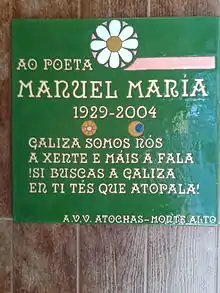 AO POETA
MANUEL MARÍA
1929-2004
GALIZA SOMOS NÓS
A XENTE E MÁIS A FALA
!SI BUSCAS A GALIZA
EN TI TÉS QUE ATOPALA!
A.V.V. ATOCHAS-MONTE ALTO